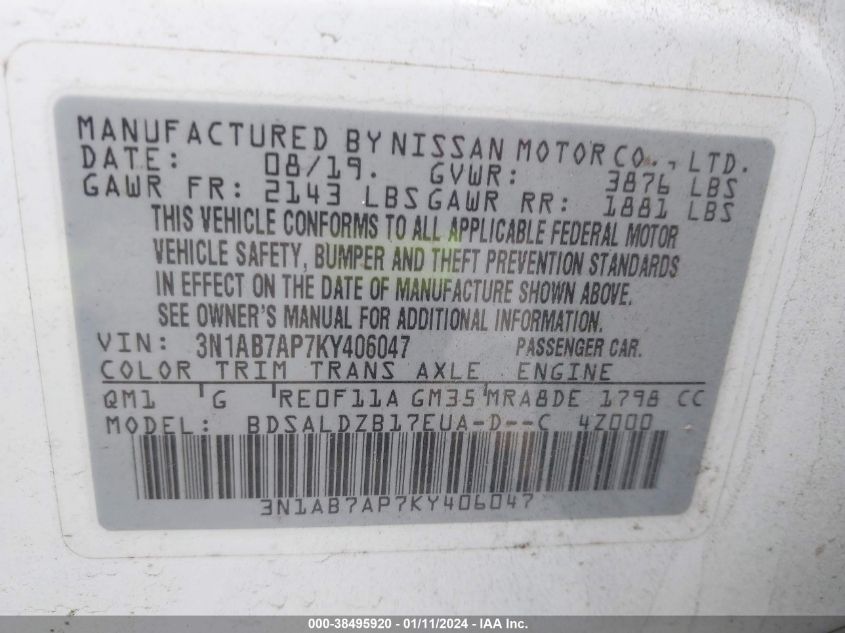 MANUFACTURED BY NISSAN MOTOR CO., LTD.
DATE: 08/19. GVWR: 3876 LBS
GAWR FR: 2143 LBS GAWR RR: 1881 LBS
THIS VEHICLE CONFORMS TO ALL APPLICABLE FEDERAL MOTOR
VEHICLE SAFETY, BUMPER AND THEFT PREVENTION STANDARDS
IN EFFECT ON THE DATE OF MANUFACTURE SHOWN ABOVE.
SEE OWNER'S MANUAL FOR ADDITIONAL INFORMATION.
VIN: 3N1AB7AP7KY406047 PASSENGER CAR.
COLOR TRIM TRANS AXLE ENGINE
QM1 G RE0F11A GM35 MRA8DE 1798 CC
MODEL: BDSALDZB17EUA-D--C 4Z000
3N1AB7AP7KY406047
000-38495920 - 01/11/2024 - IAA Inc.